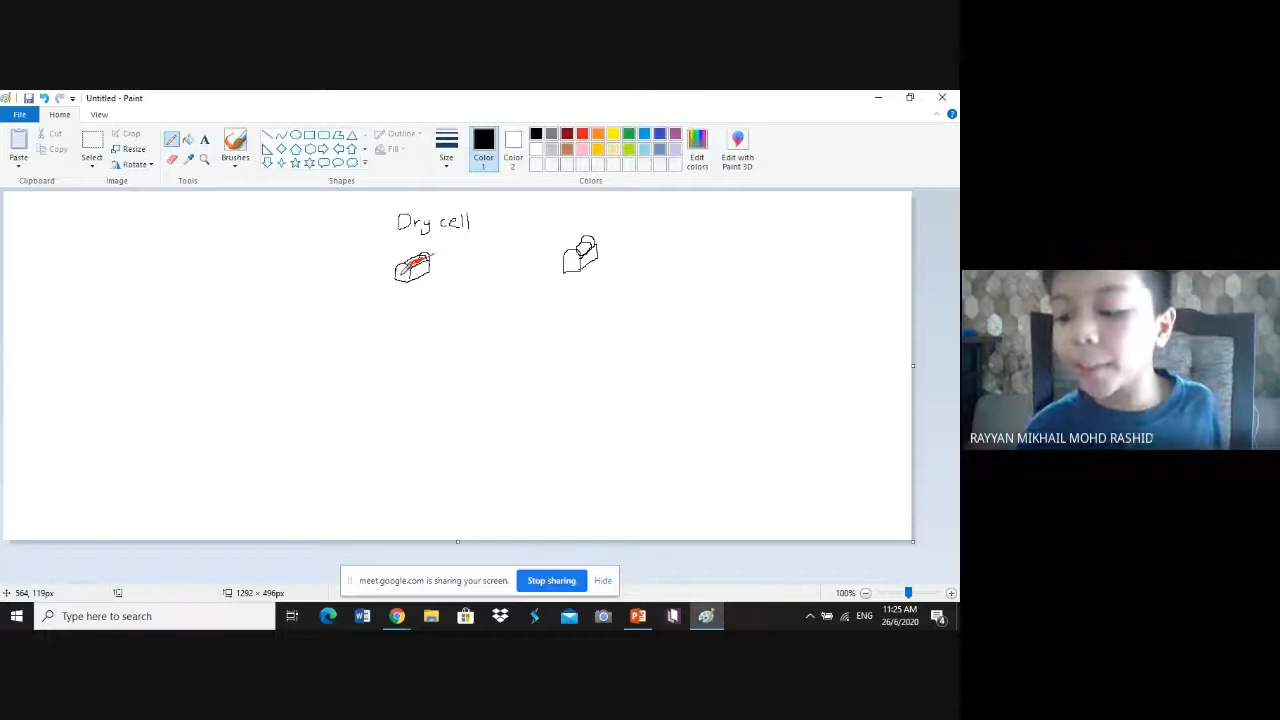 Untitled - Paint
File
Home
View
Paste
Cut
Copy
Clipboard
Select
Crop
Resize
Rotate
Image
Tools
Brushes
Shapes
Outline
Fill
Size
Color 1
Color 2
Colors
Edit colors
Edit with Paint 3D
Dry cell
RAYYAN MIKHAIL MOHD RASHID
meet.google.com is sharing your screen.
Stop sharing
Hide
564, 119px
1292 × 496px
100%
Type here to search
ENG
11:25 AM
26/6/2020
4